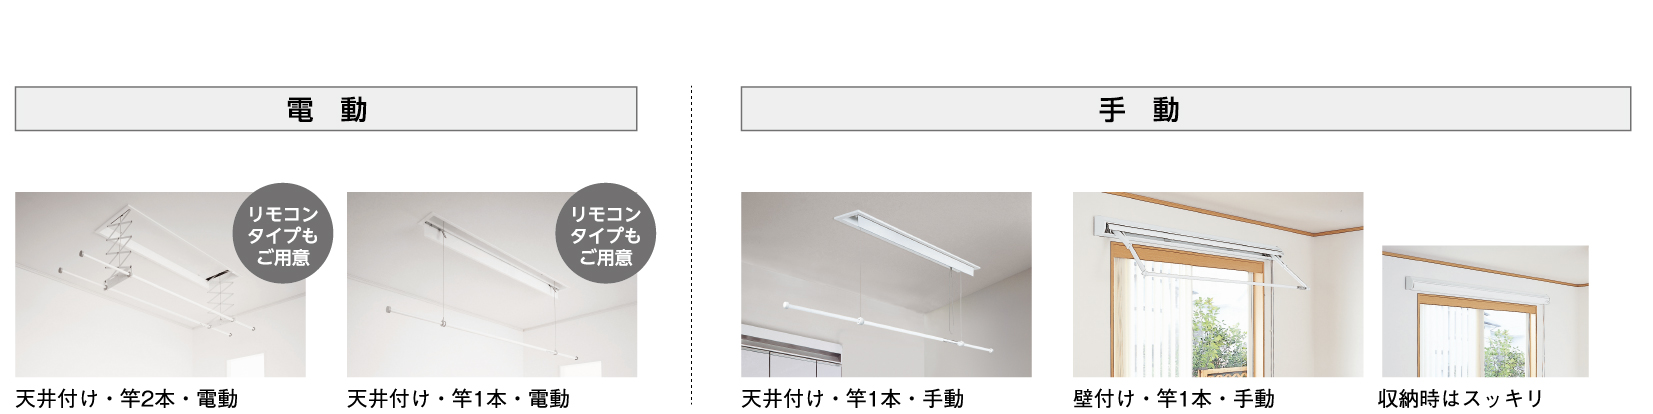 電　動
手　動
リモコン
タイプも
ご用意
リモコン
タイプも
ご用意
天井付け・竿2本・電動
天井付け・竿1本・電動
天井付け・竿1本・手動
壁付け・竿1本・手動
収納時はスッキリ